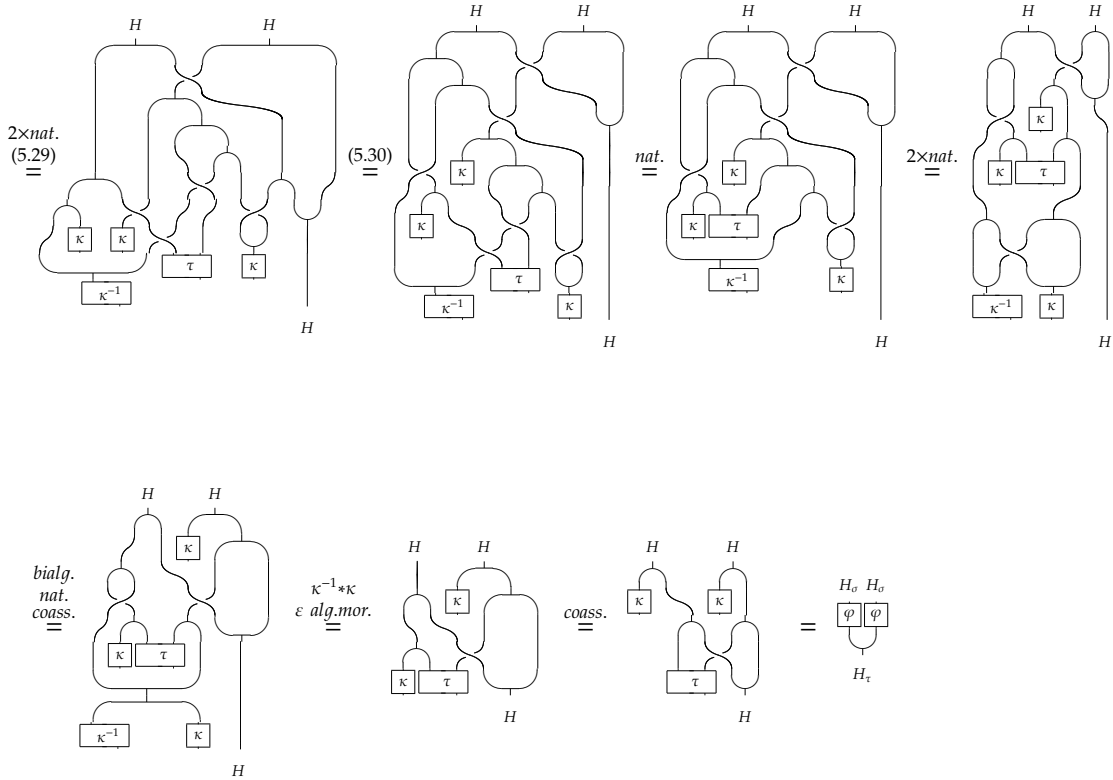 H H H H H H H H
2×nat.
(5.29)
=
(5.30)
=
nat.
=
2×nat.
=
κ
κ κ τ
κ κ τ κ
κ κ τ κ
κ⁻¹ κ⁻¹ κ κ⁻¹ κ κ⁻¹ κ
H H H H
H H
bialg.
nat.
coass.
=
κ
κ τ
κ⁻¹ κ
H
κ⁻¹*κ
ε alg.mor.
=
H H
κ
κ τ
H
coass.
=
H H
κ κ
τ
H
=
H_σ H_σ
φ φ
H_τ